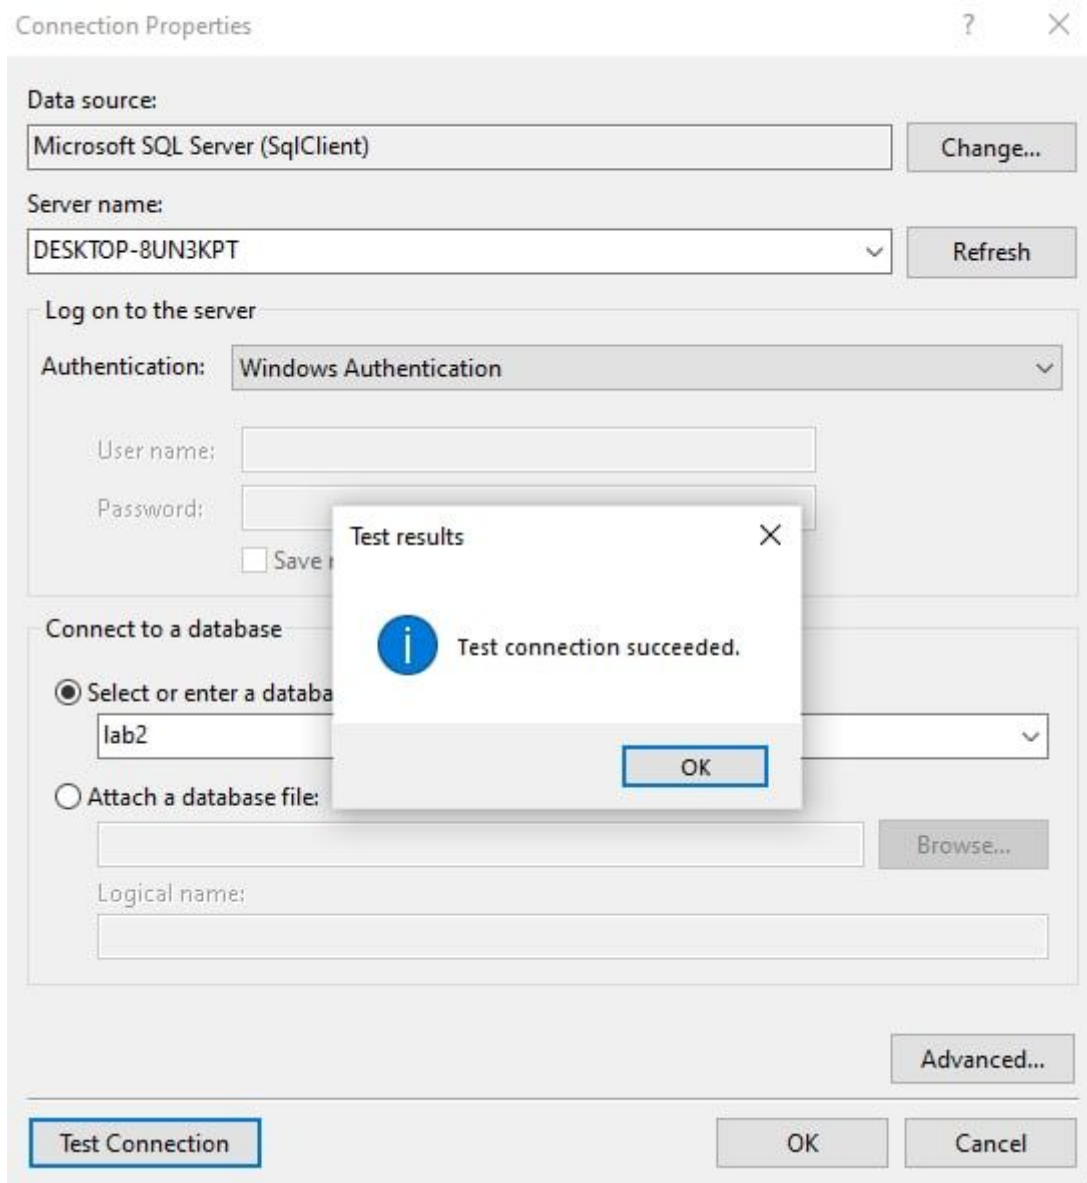 Connection Properties ?
Data source:
Microsoft SQL Server (SqlClient) Change...
Server name:
DESKTOP-8UN3KPT Refresh
Log on to the server
Authentication: Windows Authentication
User name:
Password:
Save
Test results
Test connection succeeded.
OK
Connect to a database
Select or enter a databa
lab2
Attach a database file:
Browse...
Logical name:
Advanced...
Test Connection OK Cancel